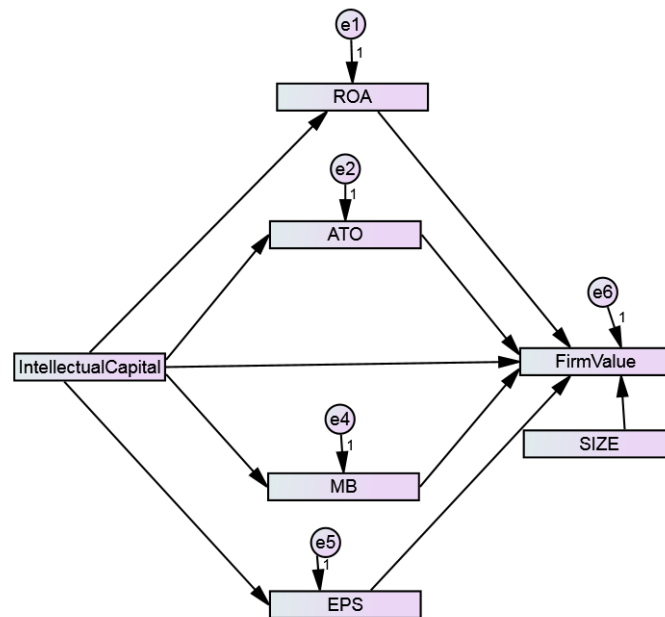 e1
1
ROA
e2
1
ATO
e6
1
IntellectualCapital
FirmValue
e4
1
SIZE
MB
e5
1
EPS